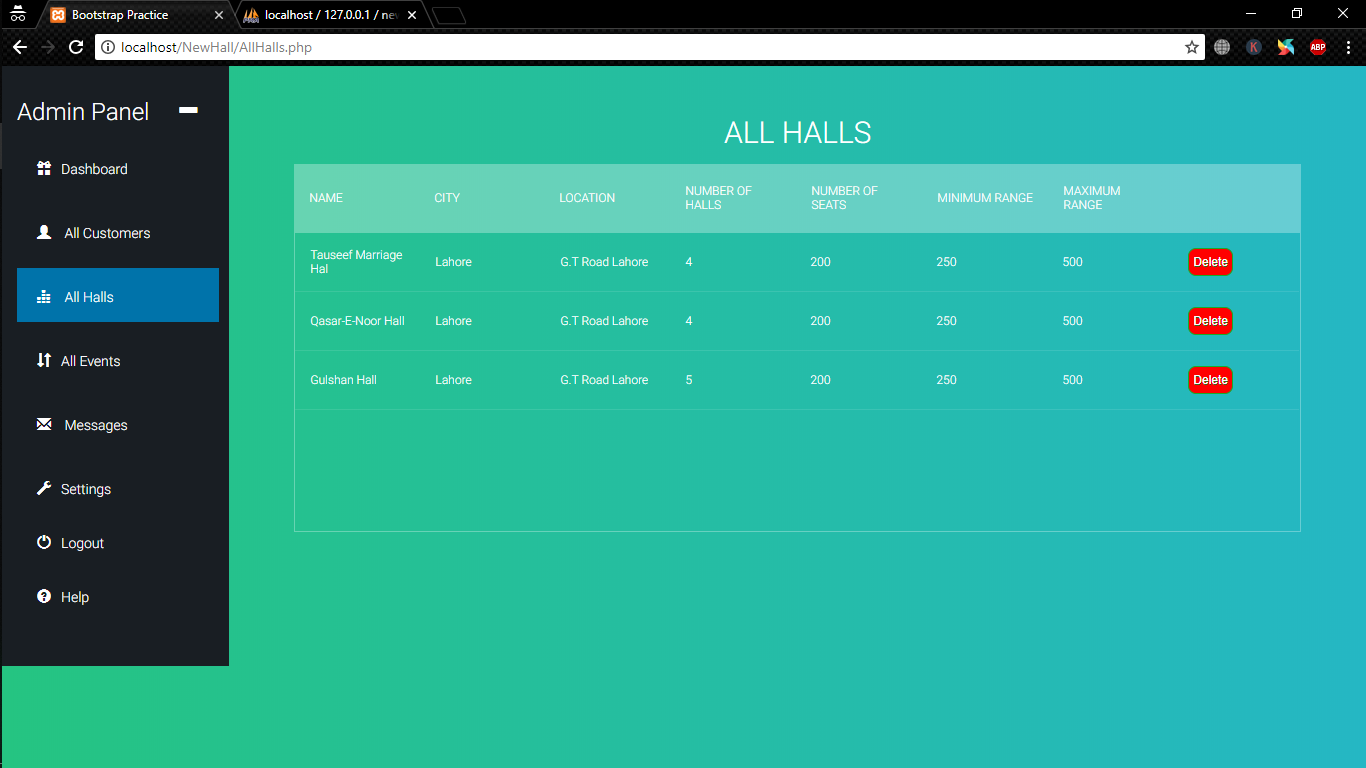 Bootstrap Practice
localhost / 127.0.0.1 / ne
localhost/NewHall/AllHalls.php
K
ABP
Admin Panel
Dashboard
All Customers
All Halls
All Events
Messages
Settings
Logout
Help
ALL HALLS
NAME CITY LOCATION NUMBER OF HALLS NUMBER OF SEATS MINIMUM RANGE MAXIMUM RANGE
Tauseef Marriage Hal Lahore G.T Road Lahore 4 200 250 500 Delete
Qasar-E-Noor Hall Lahore G.T Road Lahore 4 200 250 500 Delete
Gulshan Hall Lahore G.T Road Lahore 5 200 250 500 Delete